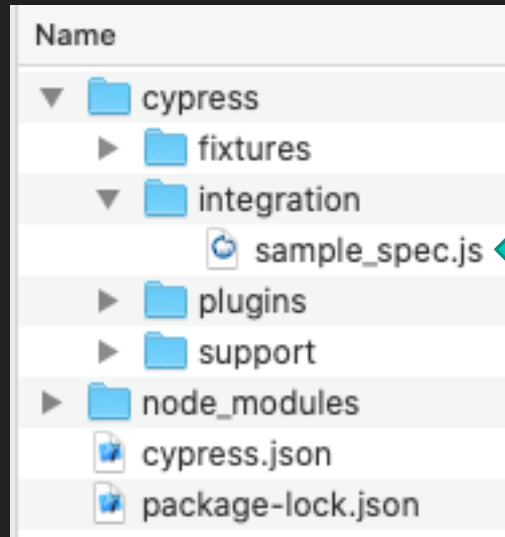 Name
cypress
fixtures
integration
sample_spec.js
plugins
support
node_modules
cypress.json
package-lock.json